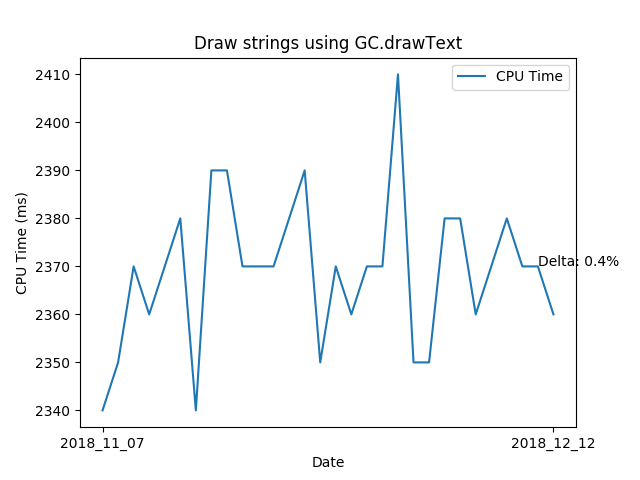 Draw strings using GC.drawText
CPU Time
2410
2400
2390
2380
2370
2360
2350
2340
CPU Time (ms)
Delta: 0.4%
2018_11_07
2018_12_12
Date